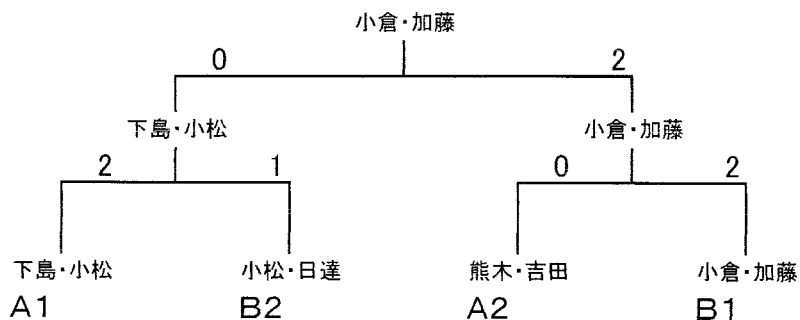 小倉・加藤
0 2
下島・小松 小倉・加藤
2 1 0 2
下島・小松 小松・日達 熊木・吉田 小倉・加藤
A1 B2 A2 B1